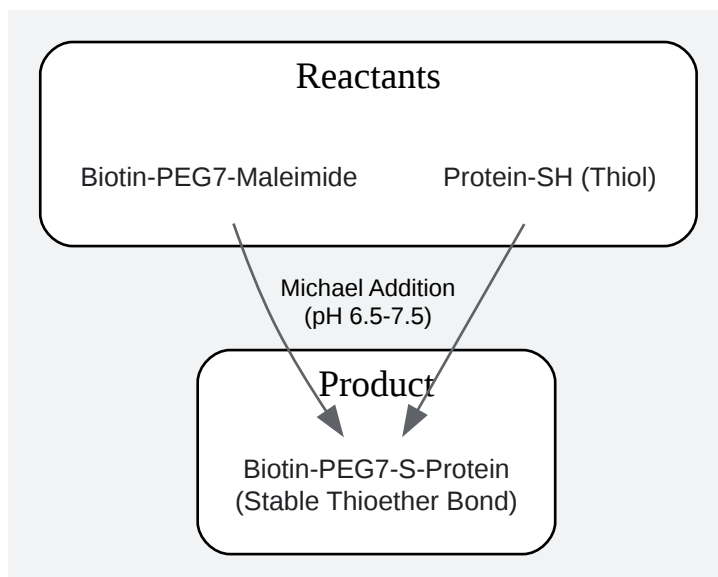 Reactants
Biotin-PEG7-Maleimide
Protein-SH (Thiol)
Michael Addition
(pH 6.5-7.5)
Product
Biotin-PEG7-S-Protein
(Stable Thioether Bond)